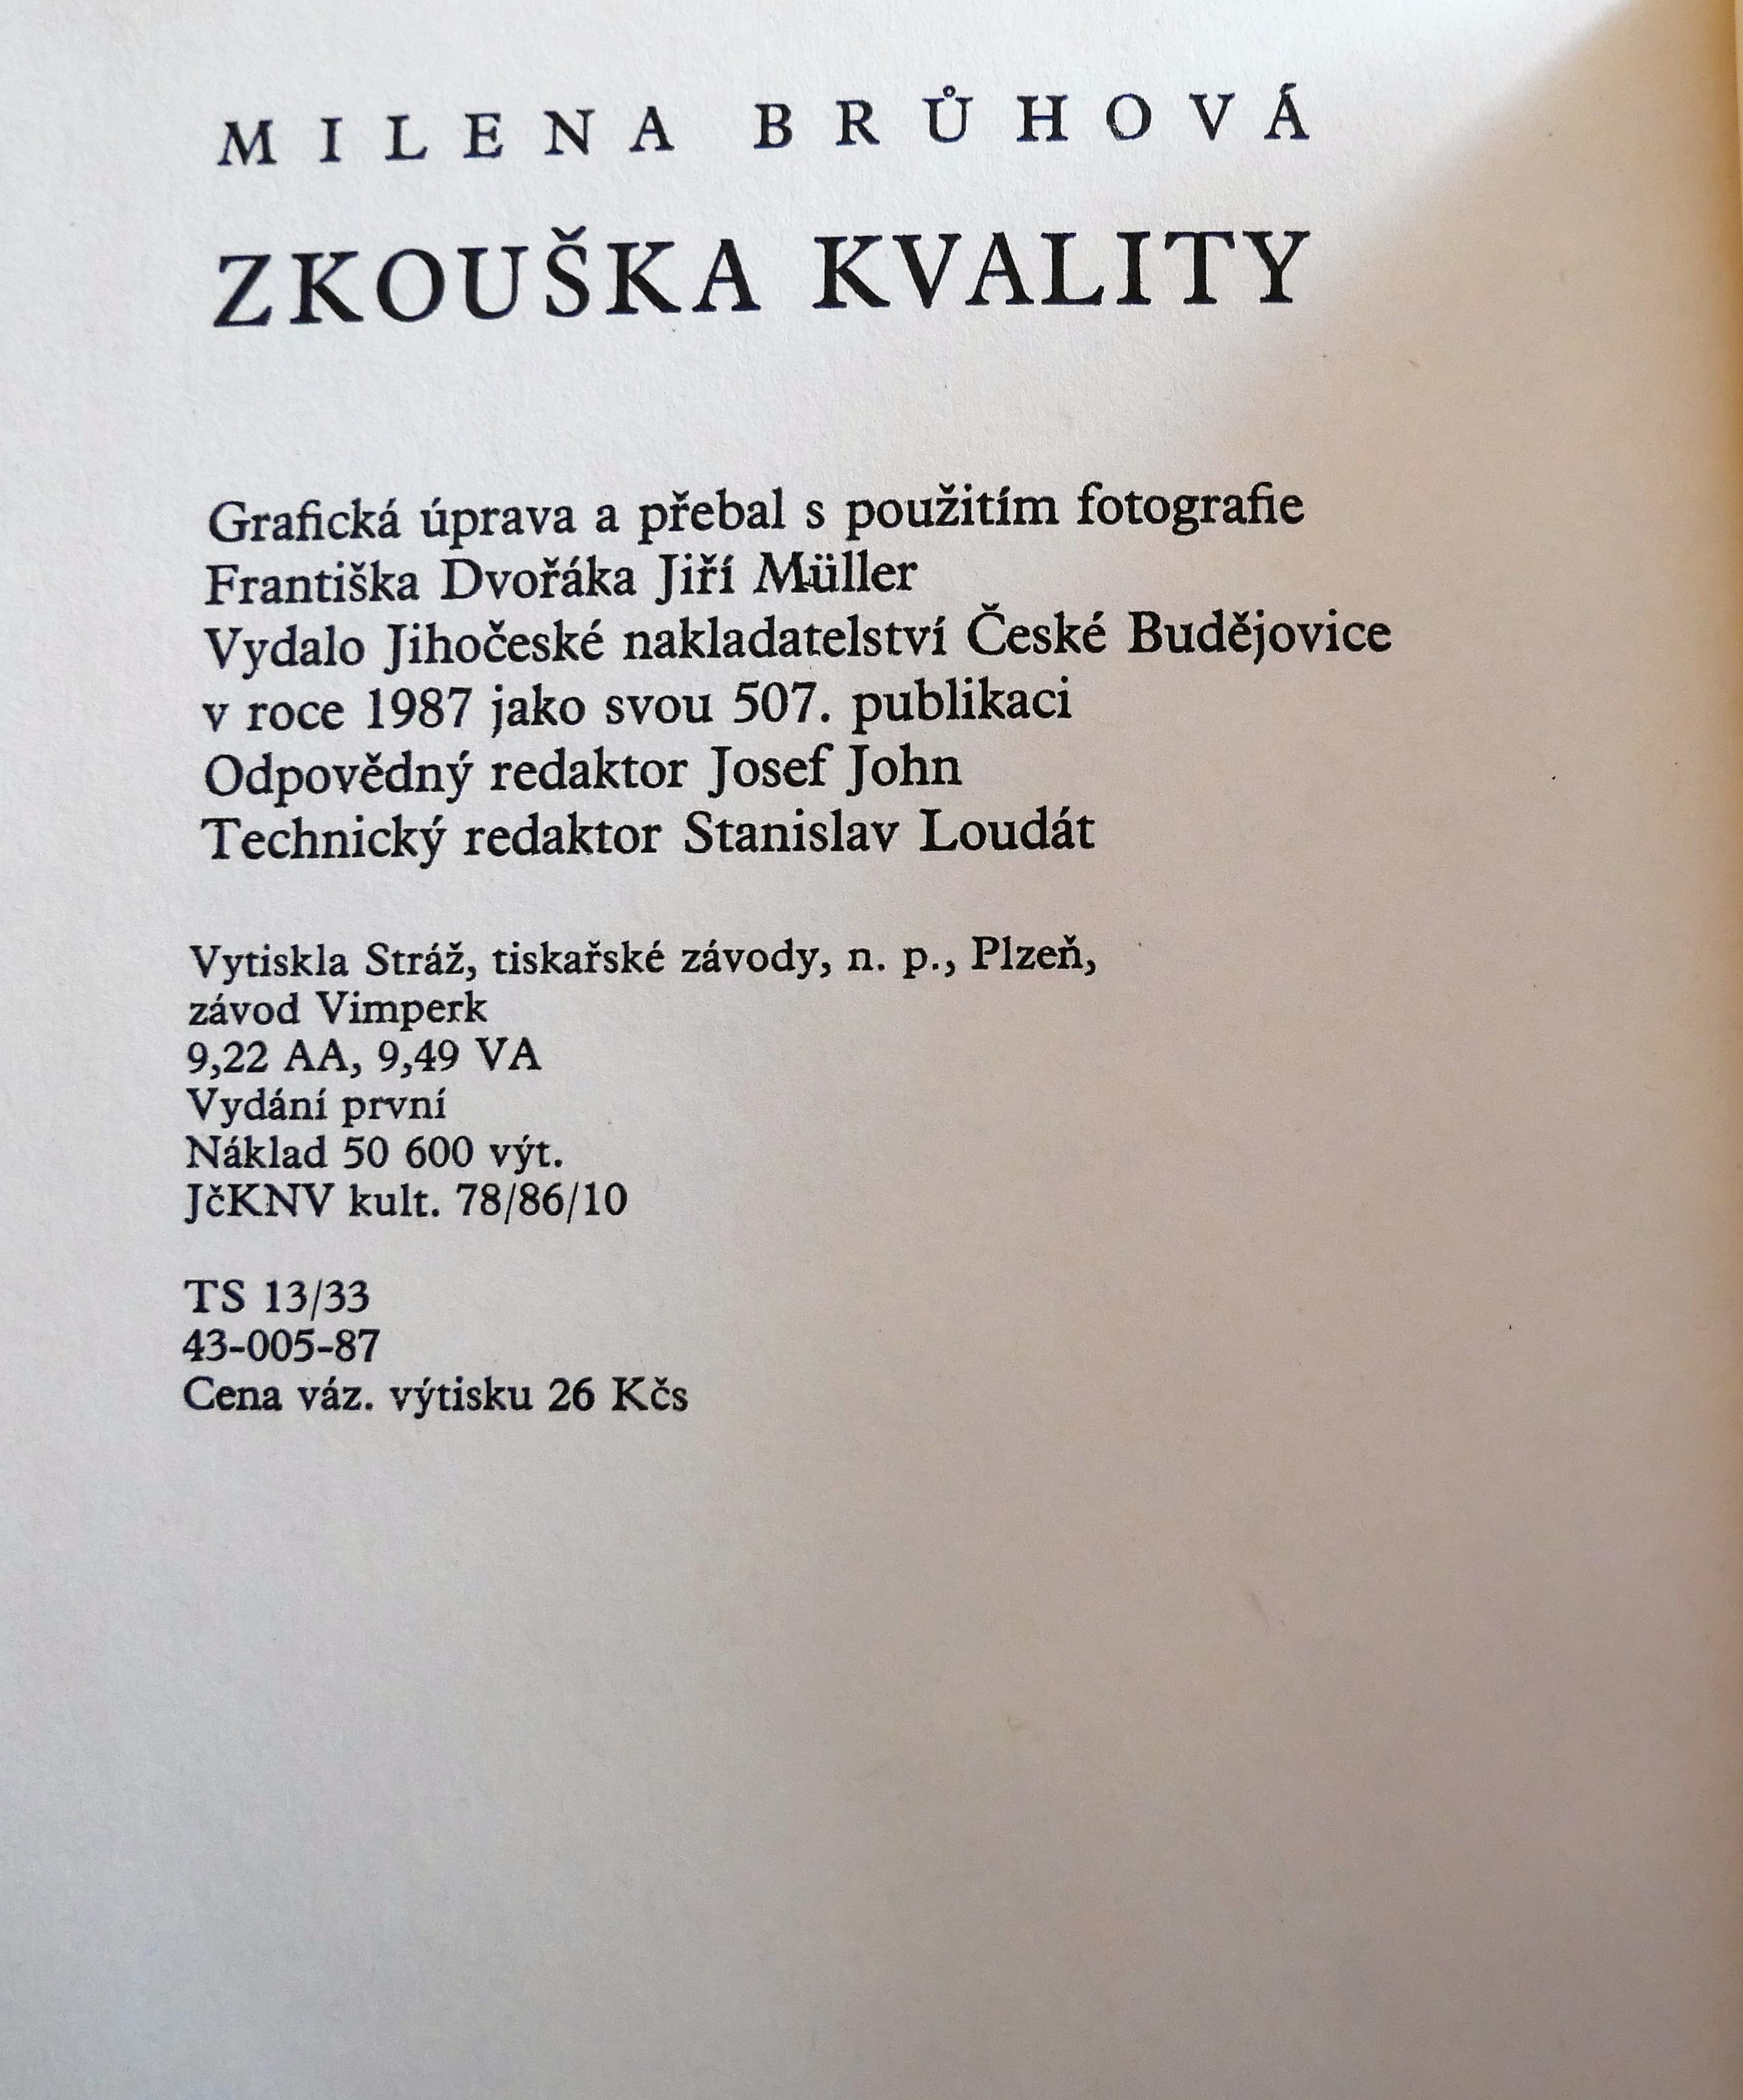 MILENA BRŮHOVÁ
ZKOUŠKA KVALITY
Grafická úprava a přebal s použitím fotografie
Františka Dvořáka Jiří Müller
Vydalo Jihočeské nakladatelství České Budějovice
v roce 1987 jako svou 507. publikaci
Odpovědný redaktor Josef John
Technický redaktor Stanislav Loudát
Vytiskla Stráž, tiskařské závody, n. p., Plzeň,
závod Vimperk
9,22 AA, 9,49 VA
Vydání první
Náklad 50 600 výt.
JčKNV kult. 78/86/10
TS 13/33
43-005-87
Cena váz. výtisku 26 Kčs